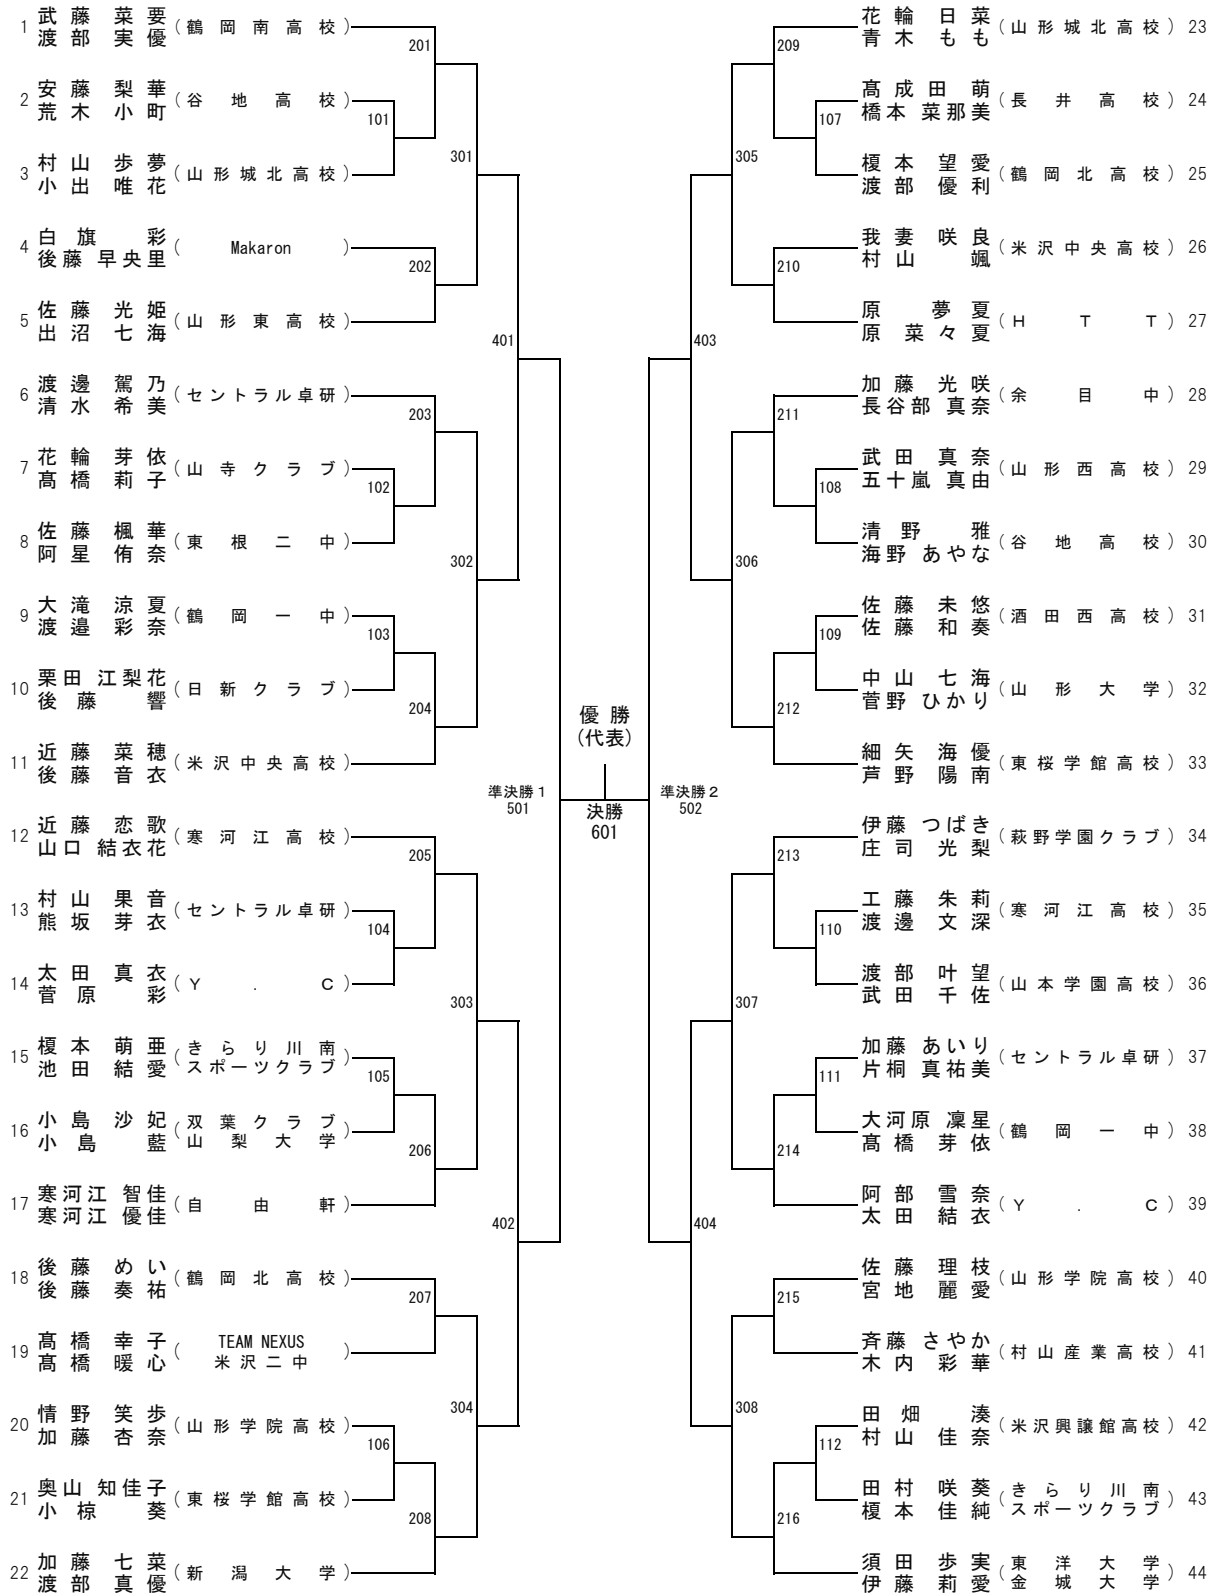 1 武藤菜要 渡部実優 (鶴岡南高校)
2 安藤梨華 荒木小町 (谷地高校)
3 村山歩夢 小出唯花 (山形城北高校)
4 白旗彩 後藤早央里 (Makaron)
5 佐藤光姫 出沼七海 (山形東高校)
6 渡邊駕乃 清水希美 (セントラル卓研)
7 花輪芽依 髙橋莉子 (山寺クラブ)
8 佐藤楓華 阿星侑奈 (東根二中)
9 大滝涼夏 渡邉彩奈 (鶴岡一中)
10 栗田江梨花 後藤響 (日新クラブ)
11 近藤菜穂 後藤音衣 (米沢中央高校)
12 近藤恋歌 山口結衣花 (寒河江高校)
13 村山果音 熊坂芽衣 (セントラル卓研)
14 太田真衣 菅原彩 (Y.C)
15 榎本萌亜 池田結愛 (きらり川南スポーツクラブ)
16 小島沙妃 小島藍 (双葉クラブ 山梨大学)
17 寒河江智佳 寒河江優佳 (自由軒)
18 後藤めい 後藤奏祐 (鶴岡北高校)
19 髙橋幸子 髙橋暖心 (TEAM NEXUS 米沢二中)
20 情野笑歩 加藤杏奈 (山形学院高校)
21 奥山知佳子 小椋葵 (東桜学館高校)
22 加藤七菜 渡部真優 (新潟大学)
101
102
103
104
105
106
201
202
203
204
205
206
207
208
301
302
303
304
401
402
準決勝1
501
優勝
(代表)
決勝
601
準決勝2
502
403
404
305
306
307
308
209
210
211
212
213
214
215
216
107
108
109
110
111
112
花輪日菜 青木もも (山形城北高校) 23
髙成田萌 橋本菜那美 (長井高校) 24
榎本望愛 渡部優利 (鶴岡北高校) 25
我妻咲良 村山颯 (米沢中央高校) 26
原夢夏 原菜々夏 (HTT) 27
加藤光咲 長谷部真奈 (余目中) 28
武田真奈 五十嵐真由 (山形西高校) 29
清野雅 海野あやな (谷地高校) 30
佐藤未悠 佐藤和奏 (酒田西高校) 31
中山七海 菅野ひかり (山形大学) 32
細矢海優 芦野陽南 (東桜学館高校) 33
伊藤つばき 庄司光梨 (萩野学園クラブ) 34
工藤朱莉 渡邊文深 (寒河江高校) 35
渡部叶望 武田千佐 (山本学園高校) 36
加藤あいり 片桐真祐美 (セントラル卓研) 37
大河原凜星 髙橋芽依 (鶴岡一中) 38
阿部雪奈 太田結衣 (Y.C) 39
佐藤理枝 宮地麗愛 (山形学院高校) 40
斉藤さやか 木内彩華 (村山産業高校) 41
田畑湊 村山佳奈 (米沢興譲館高校) 42
田村咲葵 榎本佳純 (きらり川南スポーツクラブ) 43
須田歩実 伊藤莉愛 (東洋大学 金城大学) 44